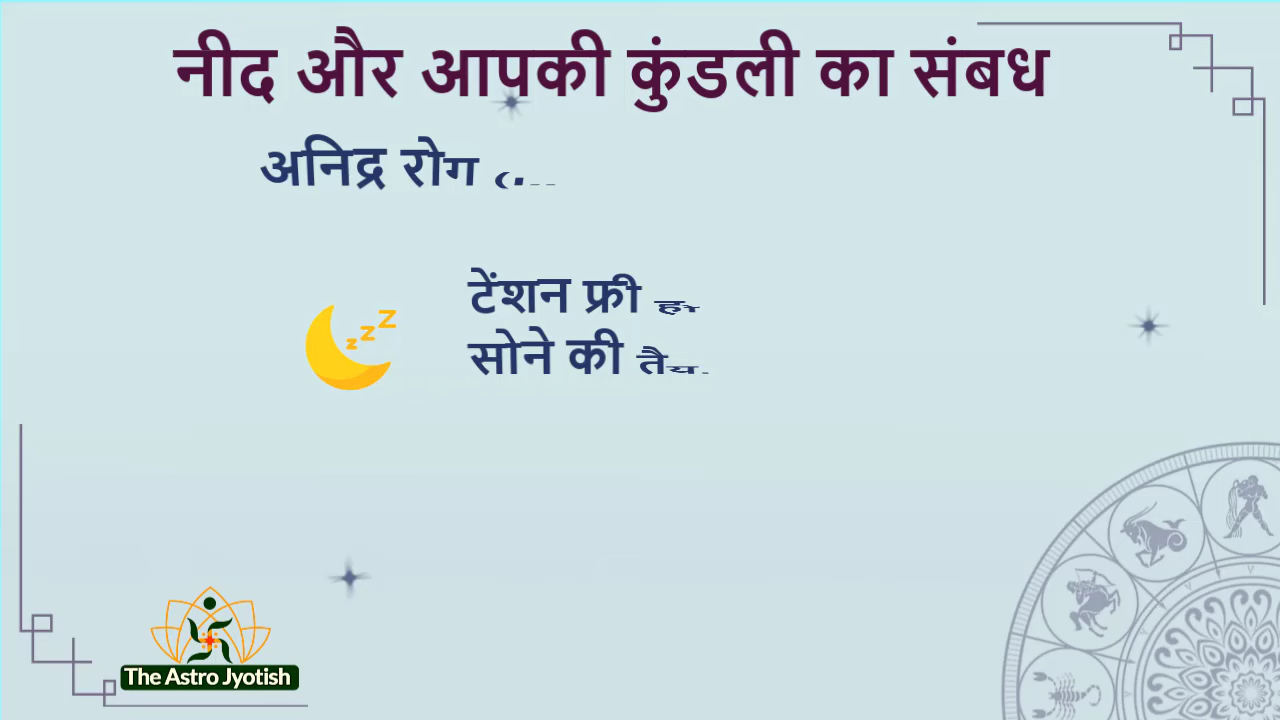 नीद और आपकी कुंडली का संबध
अनिद्र रोग
टेंशन फ्री
सोने की
The Astro Jyotish